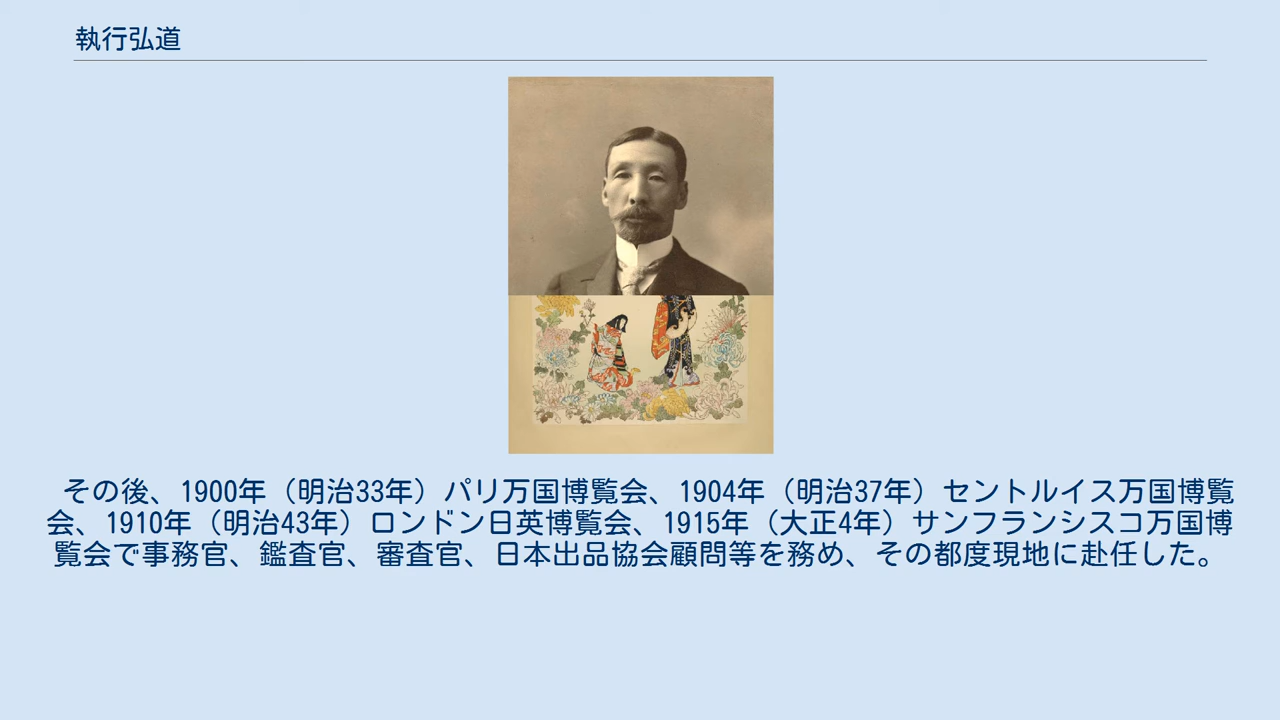 執行弘道
その後、1900年（明治33年）パリ万国博覧会、1904年（明治37年）セントルイス万国博覧
会、1910年（明治43年）ロンドン日英博覧会、1915年（大正4年）サンフランシスコ万国博
覧会で事務官、鑑査官、審査官、日本出品協会顧問等を務め、その都度現地に赴任した。